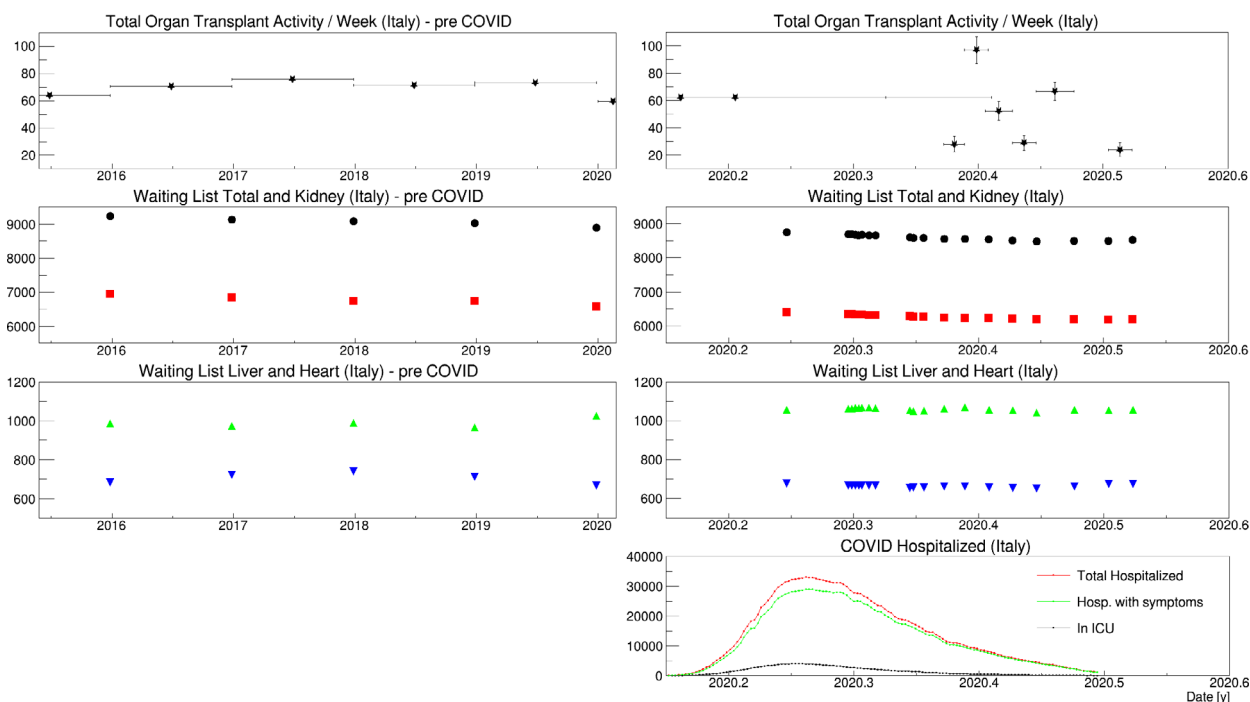 Total Organ Transplant Activity / Week (Italy) - pre COVID
100
80
60
40
20
2016 2017 2018 2019 2020
Total Organ Transplant Activity / Week (Italy)
100
80
60
40
20
2020.2 2020.3 2020.4 2020.5 2020.6
Waiting List Total and Kidney (Italy) - pre COVID
9000
8000
7000
6000
2016 2017 2018 2019 2020
Waiting List Total and Kidney (Italy)
9000
8000
7000
6000
2020.2 2020.3 2020.4 2020.5 2020.6
Waiting List Liver and Heart (Italy) - pre COVID
1200
1000
800
600
2016 2017 2018 2019 2020
Waiting List Liver and Heart (Italy)
1200
1000
800
600
2020.2 2020.3 2020.4 2020.5 2020.6
COVID Hospitalized (Italy)
40000
30000
20000
10000
0
Total Hospitalized
Hosp. with symptoms
In ICU
2020.2 2020.3 2020.4 2020.5 2020.6
Date [y]